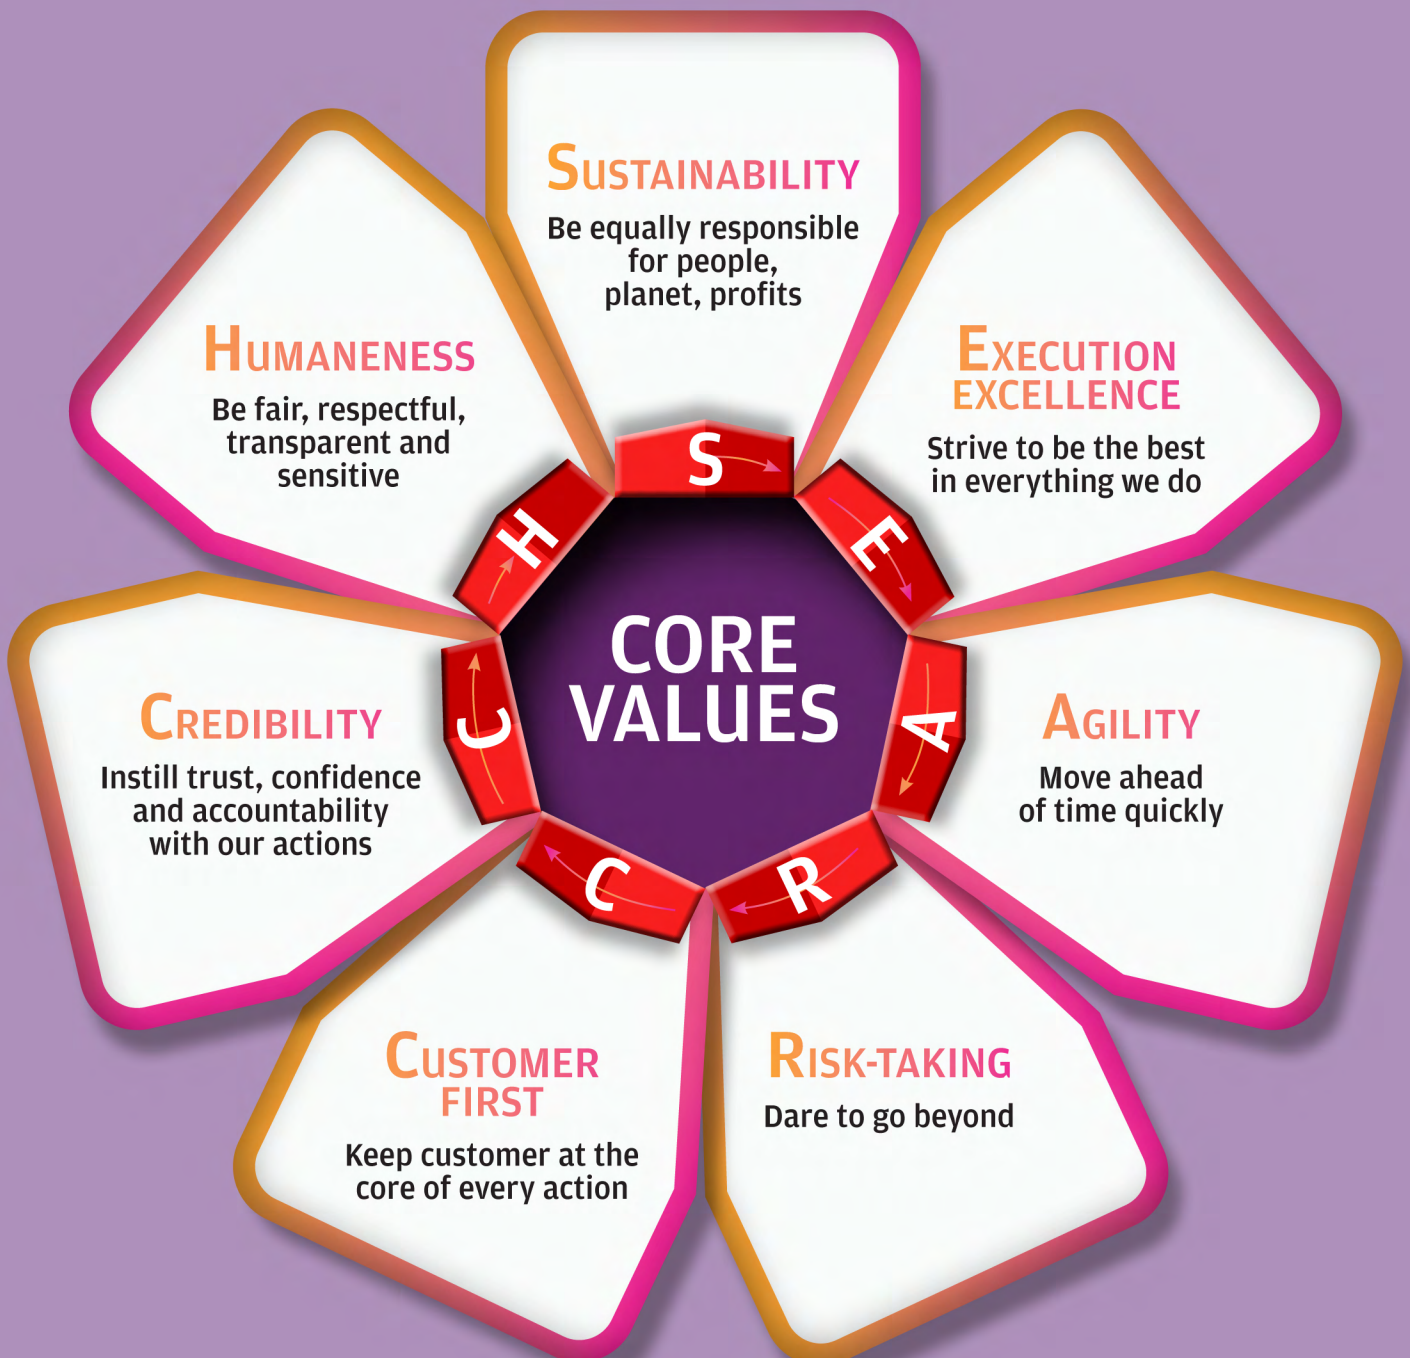 SUSTAINABILITY
Be equally responsible
for people,
planet, profits
EXECUTION
EXCELLENCE
Strive to be the best
in everything we do
AGILITY
Move ahead
of time quickly
RISK-TAKING
Dare to go beyond
CUSTOMER
FIRST
Keep customer at the
core of every action
CREDIBILITY
Instill trust, confidence
and accountability
with our actions
HUMANENESS
Be fair, respectful,
transparent and
sensitive
S
E
A
R
C
C
H
CORE
VALUES